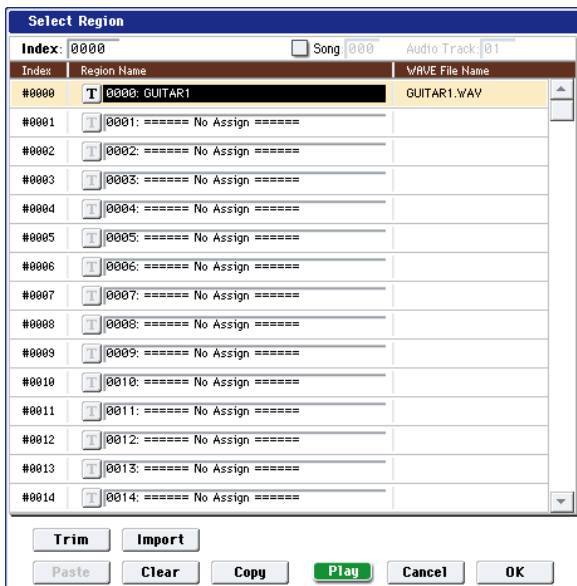 Select Region
Index: 0000 Song: 000 Audio Track: 01
Index Region Name WAVE File Name
#0000 T 0000: GUITAR1 GUITAR1.WAV
#0001 T 0001: ====== No Assign ======
#0002 T 0002: ====== No Assign ======
#0003 T 0003: ====== No Assign ======
#0004 T 0004: ====== No Assign ======
#0005 T 0005: ====== No Assign ======
#0006 T 0006: ====== No Assign ======
#0007 T 0007: ====== No Assign ======
#0008 T 0008: ====== No Assign ======
#0009 T 0009: ====== No Assign ======
#0010 T 0010: ====== No Assign ======
#0011 T 0011: ====== No Assign ======
#0012 T 0012: ====== No Assign ======
#0013 T 0013: ====== No Assign ======
#0014 T 0014: ====== No Assign ======
Trim Import
Paste Clear Copy Play Cancel OK